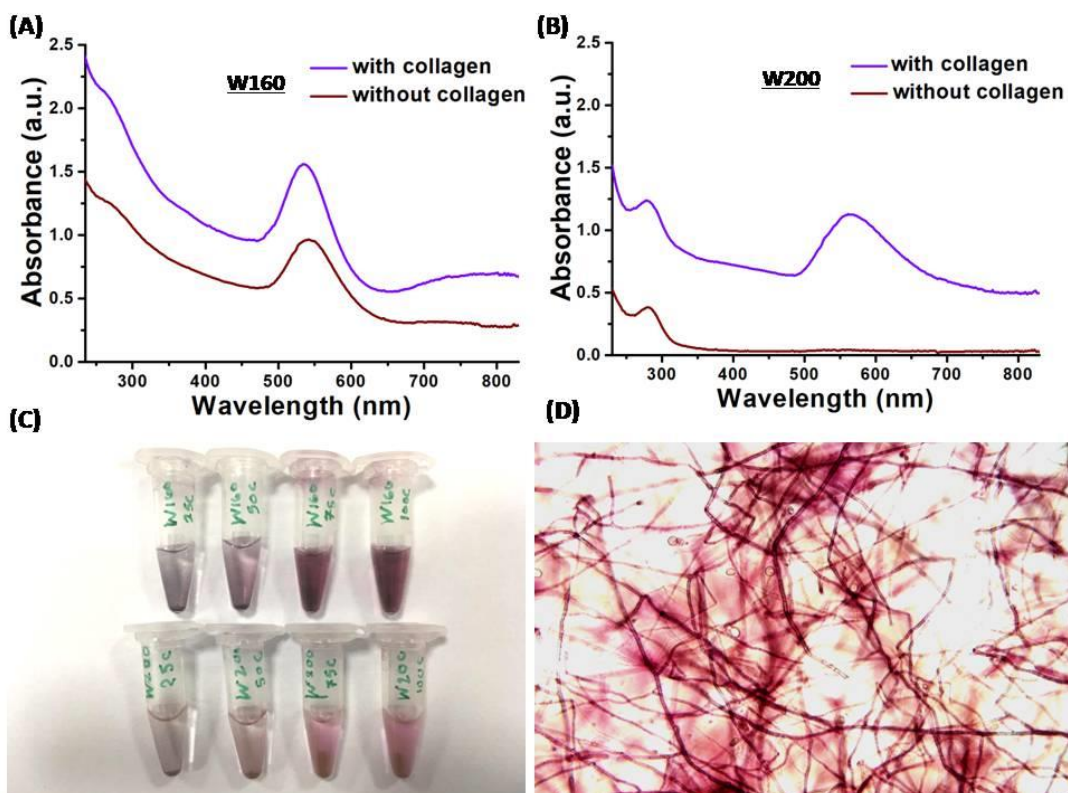 (A)
2.5
2.0
1.5
1.0
0.5
0.0
Absorbance (a.u.)
W160
with collagen
without collagen
300 400 500 600 700 800
Wavelength (nm)
(B)
2.5
2.0
1.5
1.0
0.5
0.0
Absorbance (a.u.)
W200
with collagen
without collagen
300 400 500 600 700 800
Wavelength (nm)
(C)
W160
25C
W160
50C
W160
75C
W160
100C
W200
25C
W200
50C
W200
75C
W200
100C
(D)